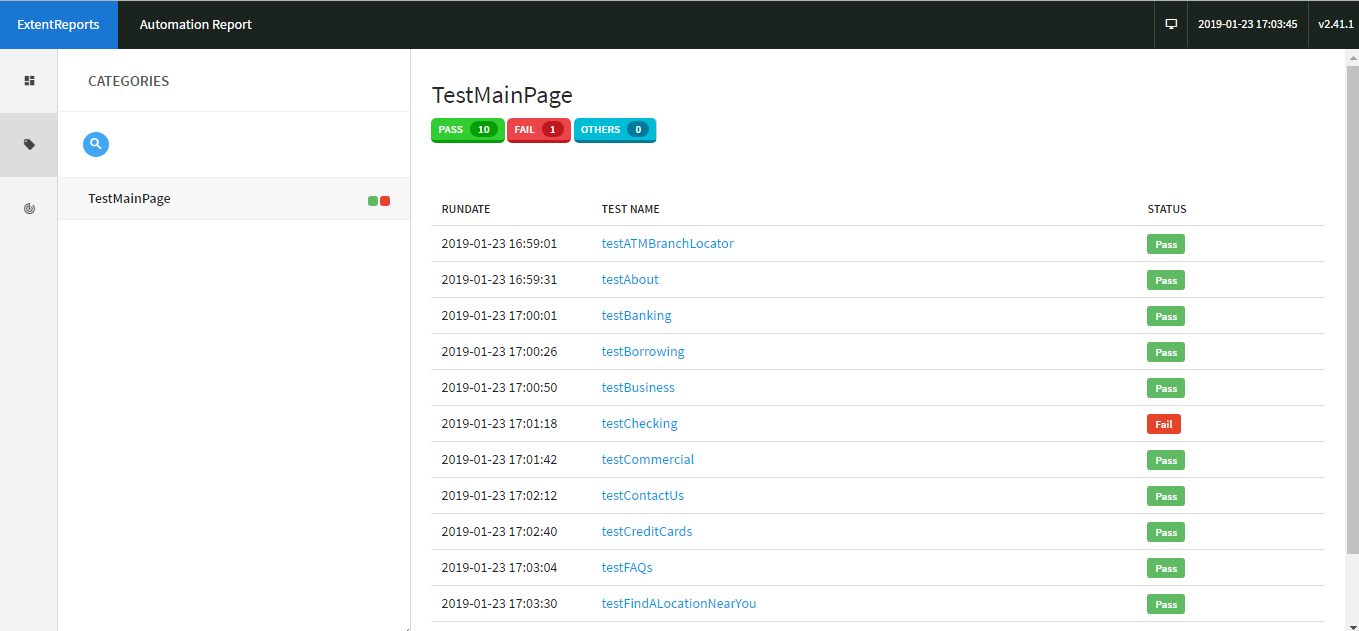 ExtentReports Automation Report 2019-01-23 17:03:45 v2.41.1
CATEGORIES
TestMainPage
TestMainPage
PASS 10 FAIL 1 OTHERS 0
RUNDATE TEST NAME STATUS
2019-01-23 16:59:01 testATMBranchLocator Pass
2019-01-23 16:59:31 testAbout Pass
2019-01-23 17:00:01 testBanking Pass
2019-01-23 17:00:26 testBorrowing Pass
2019-01-23 17:00:50 testBusiness Pass
2019-01-23 17:01:18 testChecking Fail
2019-01-23 17:01:42 testCommercial Pass
2019-01-23 17:02:12 testContactUs Pass
2019-01-23 17:02:40 testCreditCards Pass
2019-01-23 17:03:04 testFAQs Pass
2019-01-23 17:03:30 testFindALocationNearYou Pass